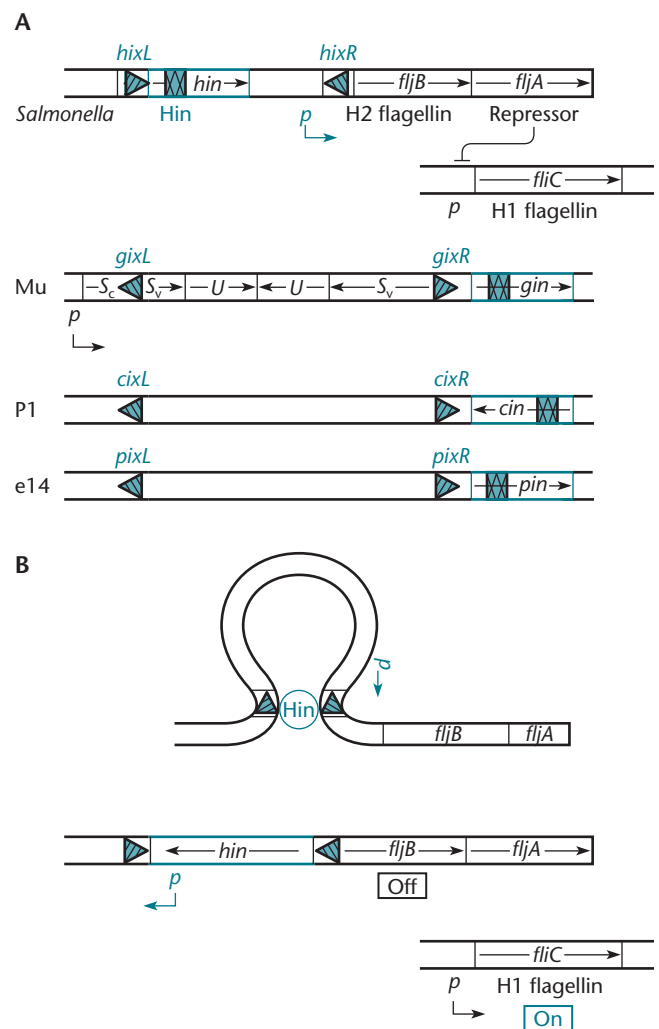 A
hixL hixR
hin fljB fljA
Salmonella Hin p H2 flagellin Repressor
fliC
p H1 flagellin
gixL gixR
Mu Sc Sv U U Sv gin
p
cixL cixR
P1 cin
pixL pixR
e14 pin
B
p
Hin
fljB fljA
hin fljB fljA
p Off
fliC
H1 flagellin
p On